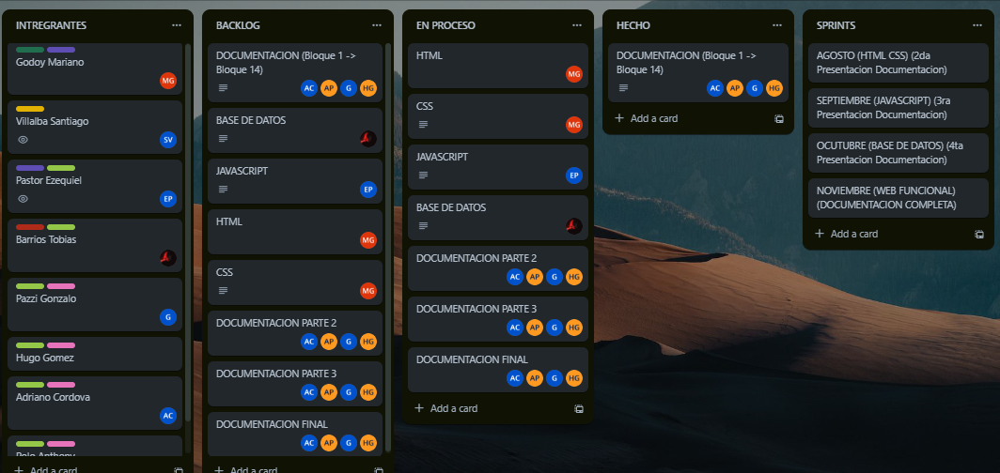 INTREGRANTES
Godoy Mariano
MG
Villalba Santiago
SV
Pastor Ezequiel
EP
Barrios Tobias
Pazzi Gonzalo
G
Hugo Gomez
Adriano Cordova
AC
Polo Anthony
Add a card
BACKLOG
DOCUMENTACION (Bloque 1 ->
Bloque 14)
AC AP G HG
BASE DE DATOS
JAVASCRIPT
EP
HTML
MG
CSS
MG
DOCUMENTACION PARTE 2
AC AP G HG
DOCUMENTACION PARTE 3
AC AP G HG
DOCUMENTACION FINAL
AC AP G HG
Add a card
EN PROCESO
HTML
MG
CSS
MG
JAVASCRIPT
EP
BASE DE DATOS
DOCUMENTACION PARTE 2
AC AP G HG
DOCUMENTACION PARTE 3
AC AP G HG
DOCUMENTACION FINAL
AC AP G HG
Add a card
HECHO
DOCUMENTACION (Bloque 1 ->
Bloque 14)
AC AP G HG
Add a card
SPRINTS
AGOSTO (HTML CSS) (2da
Presentacion Documentacion)
SEPTIEMBRE (JAVASCRIPT) (3ra
Presentacion Documentacion)
OCUTUBRE (BASE DE DATOS) (4ta
Presentacion Documentacion)
NOVIEMBRE (WEB FUNCIONAL)
(DOCUMENTACION COMPLETA)
Add a card